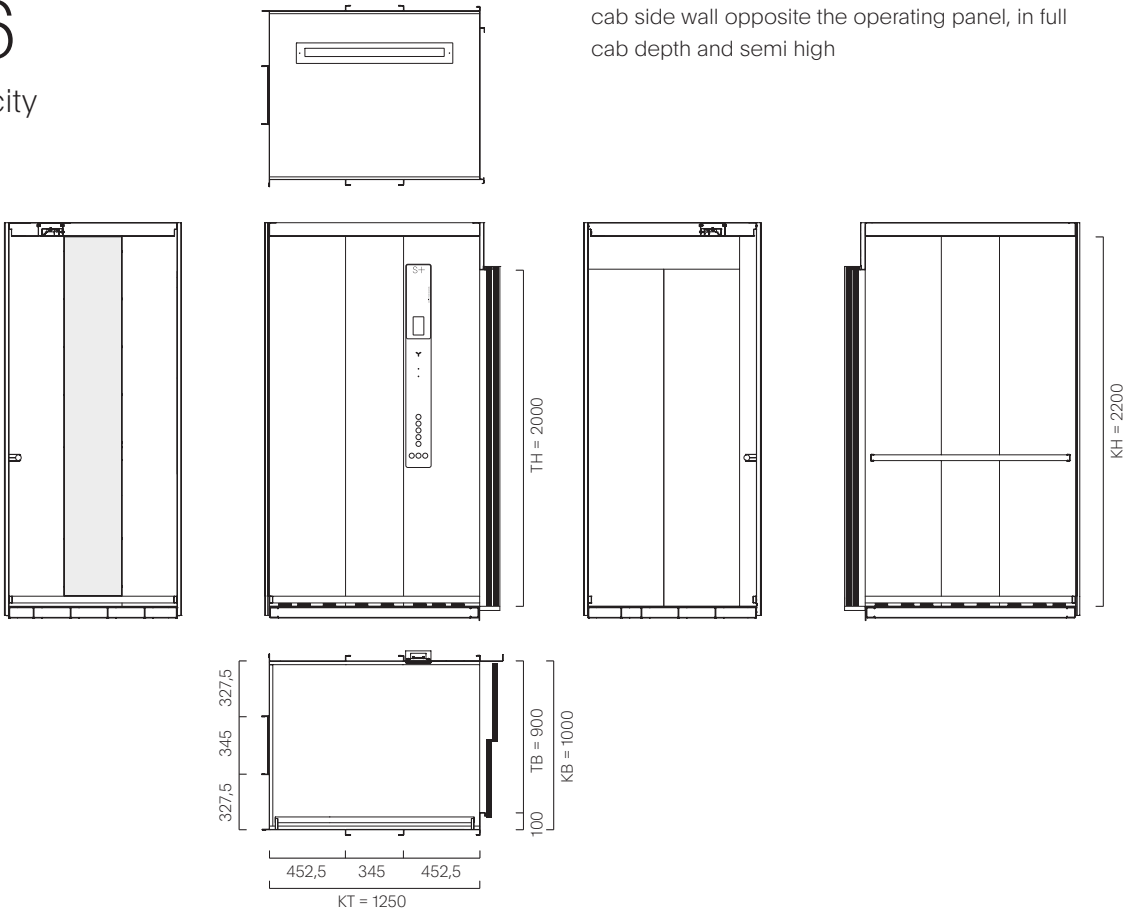 6
city
cab side wall opposite the operating panel, in full
cab depth and semi high
S+
TH = 2000
KH = 2200
327,5
345
327,5
TB = 900
100
KB = 1000
452,5
345
452,5
KT = 1250